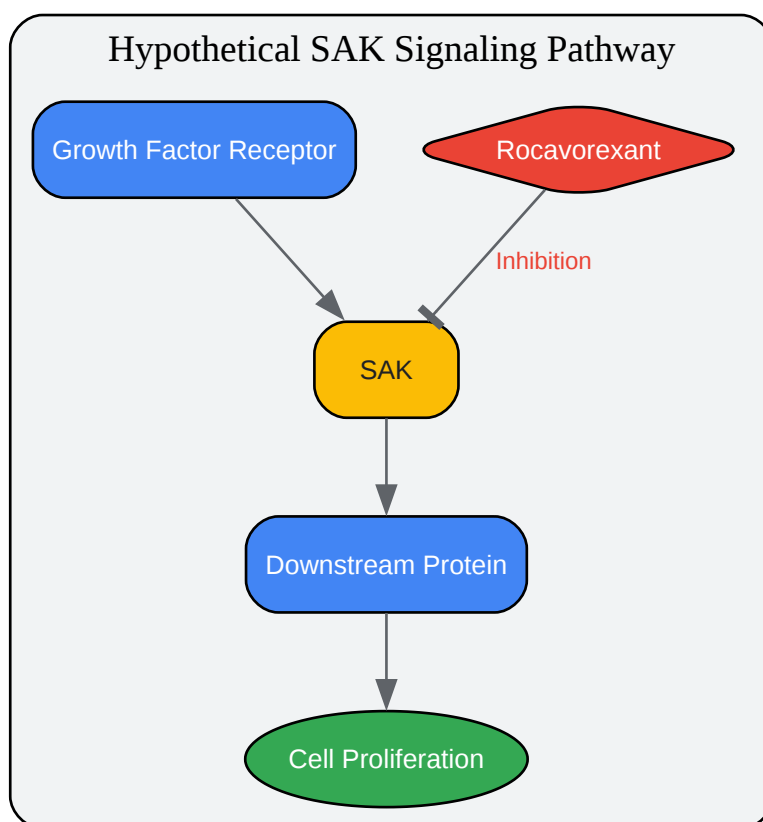 Hypothetical SAK Signaling Pathway
Growth Factor Receptor
Rocavorexant
Inhibition
SAK
Downstream Protein
Cell Proliferation